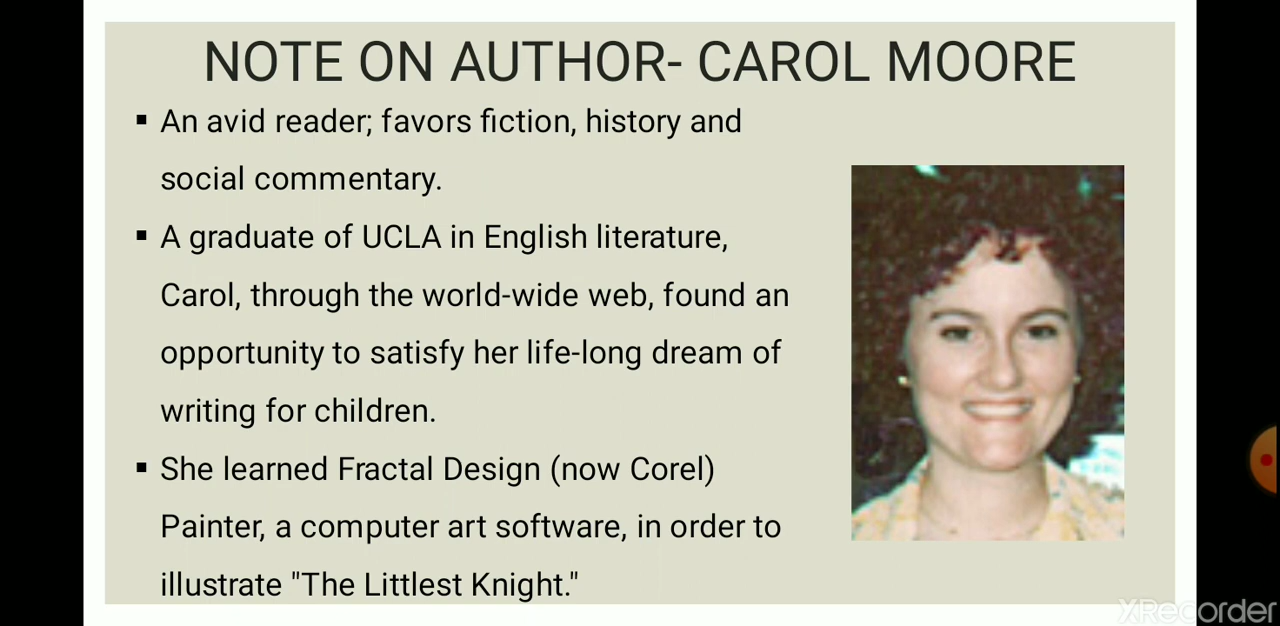 NOTE ON AUTHOR- CAROL MOORE
▪ An avid reader; favors fiction, history and
social commentary.
▪ A graduate of UCLA in English literature,
Carol, through the world-wide web, found an
opportunity to satisfy her life-long dream of
writing for children.
▪ She learned Fractal Design (now Corel)
Painter, a computer art software, in order to
illustrate "The Littlest Knight."
XRecorder